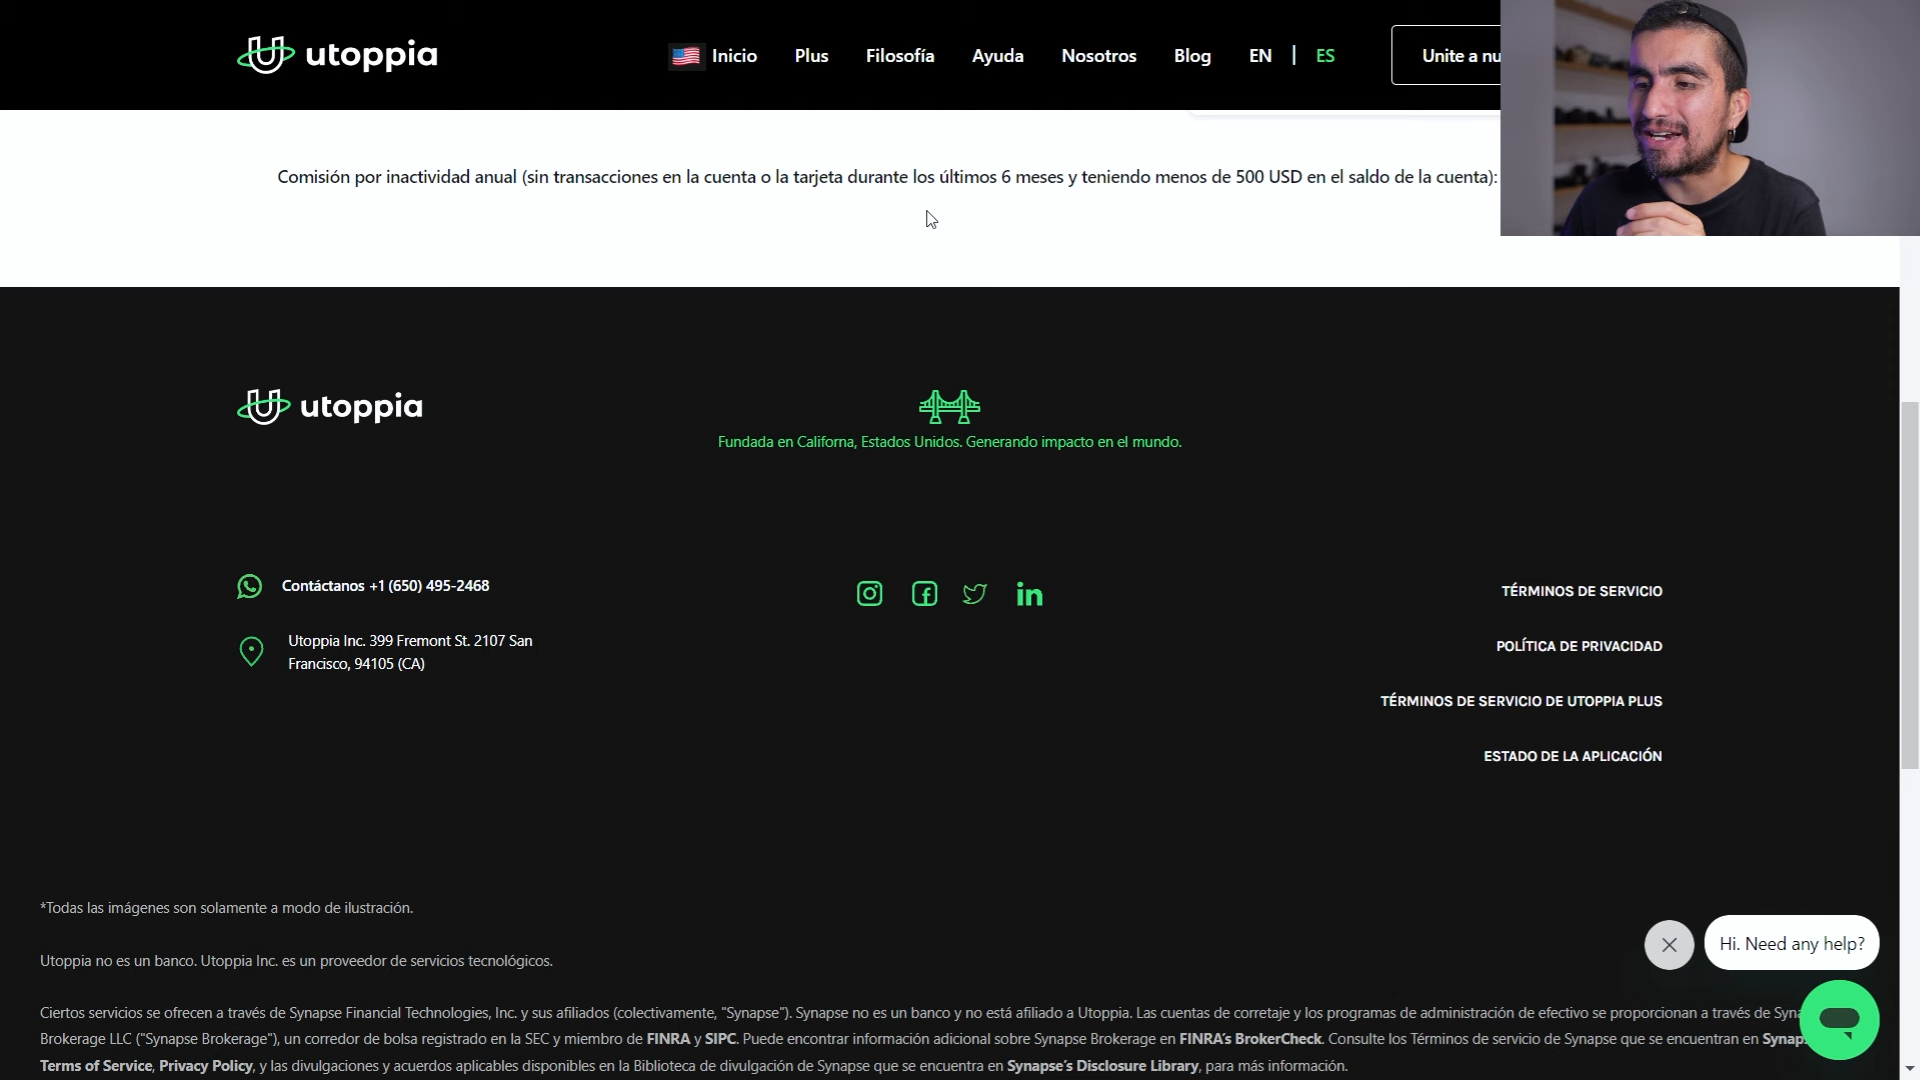 utoppia
Inicio Plus Filosofía Ayuda Nosotros Blog EN | ES Unite a nu
Comisión por inactividad anual (sin transacciones en la cuenta o la tarjeta durante los últimos 6 meses y teniendo menos de 500 USD en el saldo de la cuenta):
utoppia
Fundada en Californa, Estados Unidos. Generando impacto en el mundo.
Contáctanos +1 (650) 495-2468
Utoppia Inc. 399 Fremont St. 2107 San
Francisco, 94105 (CA)
TÉRMINOS DE SERVICIO
POLÍTICA DE PRIVACIDAD
TÉRMINOS DE SERVICIO DE UTOPPIA PLUS
ESTADO DE LA APLICACIÓN
*Todas las imágenes son solamente a modo de ilustración.
Hi. Need any help?
Utoppia no es un banco. Utoppia Inc. es un proveedor de servicios tecnológicos.
Ciertos servicios se ofrecen a través de Synapse Financial Technologies, Inc. y sus afiliados (colectivamente, "Synapse"). Synapse no es un banco y no está afiliado a Utoppia. Las cuentas de corretaje y los programas de administración de efectivo se proporcionan a través de
Brokerage LLC ("Synapse Brokerage"), un corredor de bolsa registrado en la SEC y miembro de FINRA y SIPC. Puede encontrar información adicional sobre Synapse Brokerage en FINRA's BrokerCheck. Consulte los Términos de servicio de Synapse que se encuentran en
Terms of Service, Privacy Policy, y las divulgaciones y acuerdos aplicables disponibles en la Biblioteca de divulgación de Synapse que se encuentra en Synapse's Disclosure Library, para más información.